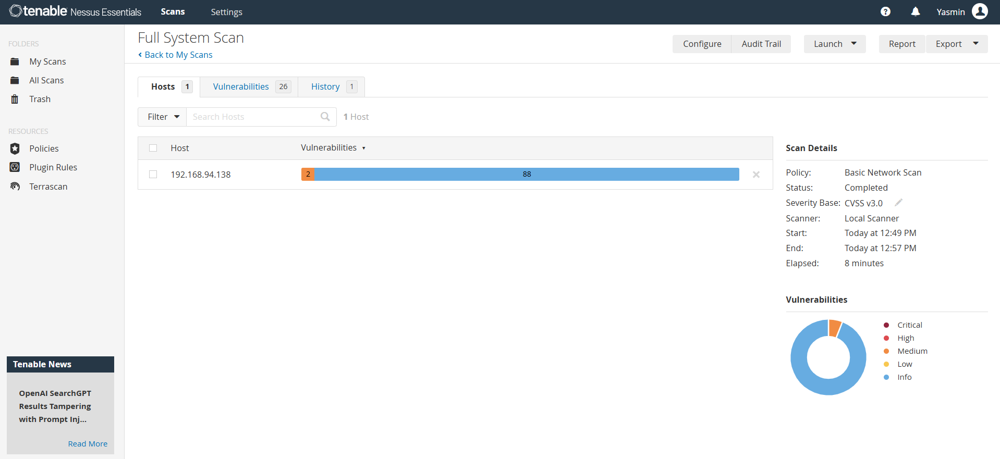 tenable Nessus Essentials
Scans
Settings
?
Yasmin
FOLDERS
My Scans
All Scans
Trash
RESOURCES
Policies
Plugin Rules
Terrascan
Tenable News
OpenAI SearchGPT
Results Tampering
with Prompt Inj...
Read More
Full System Scan
Back to My Scans
Configure
Audit Trail
Launch
Report
Export
Hosts 1
Vulnerabilities 26
History 1
Filter
Search Hosts
1 Host
Host
Vulnerabilities
192.168.94.138
2
88
Scan Details
Policy: Basic Network Scan
Status: Completed
Severity Base: CVSS v3.0
Scanner: Local Scanner
Start: Today at 12:49 PM
End: Today at 12:57 PM
Elapsed: 8 minutes
Vulnerabilities
Critical
High
Medium
Low
Info